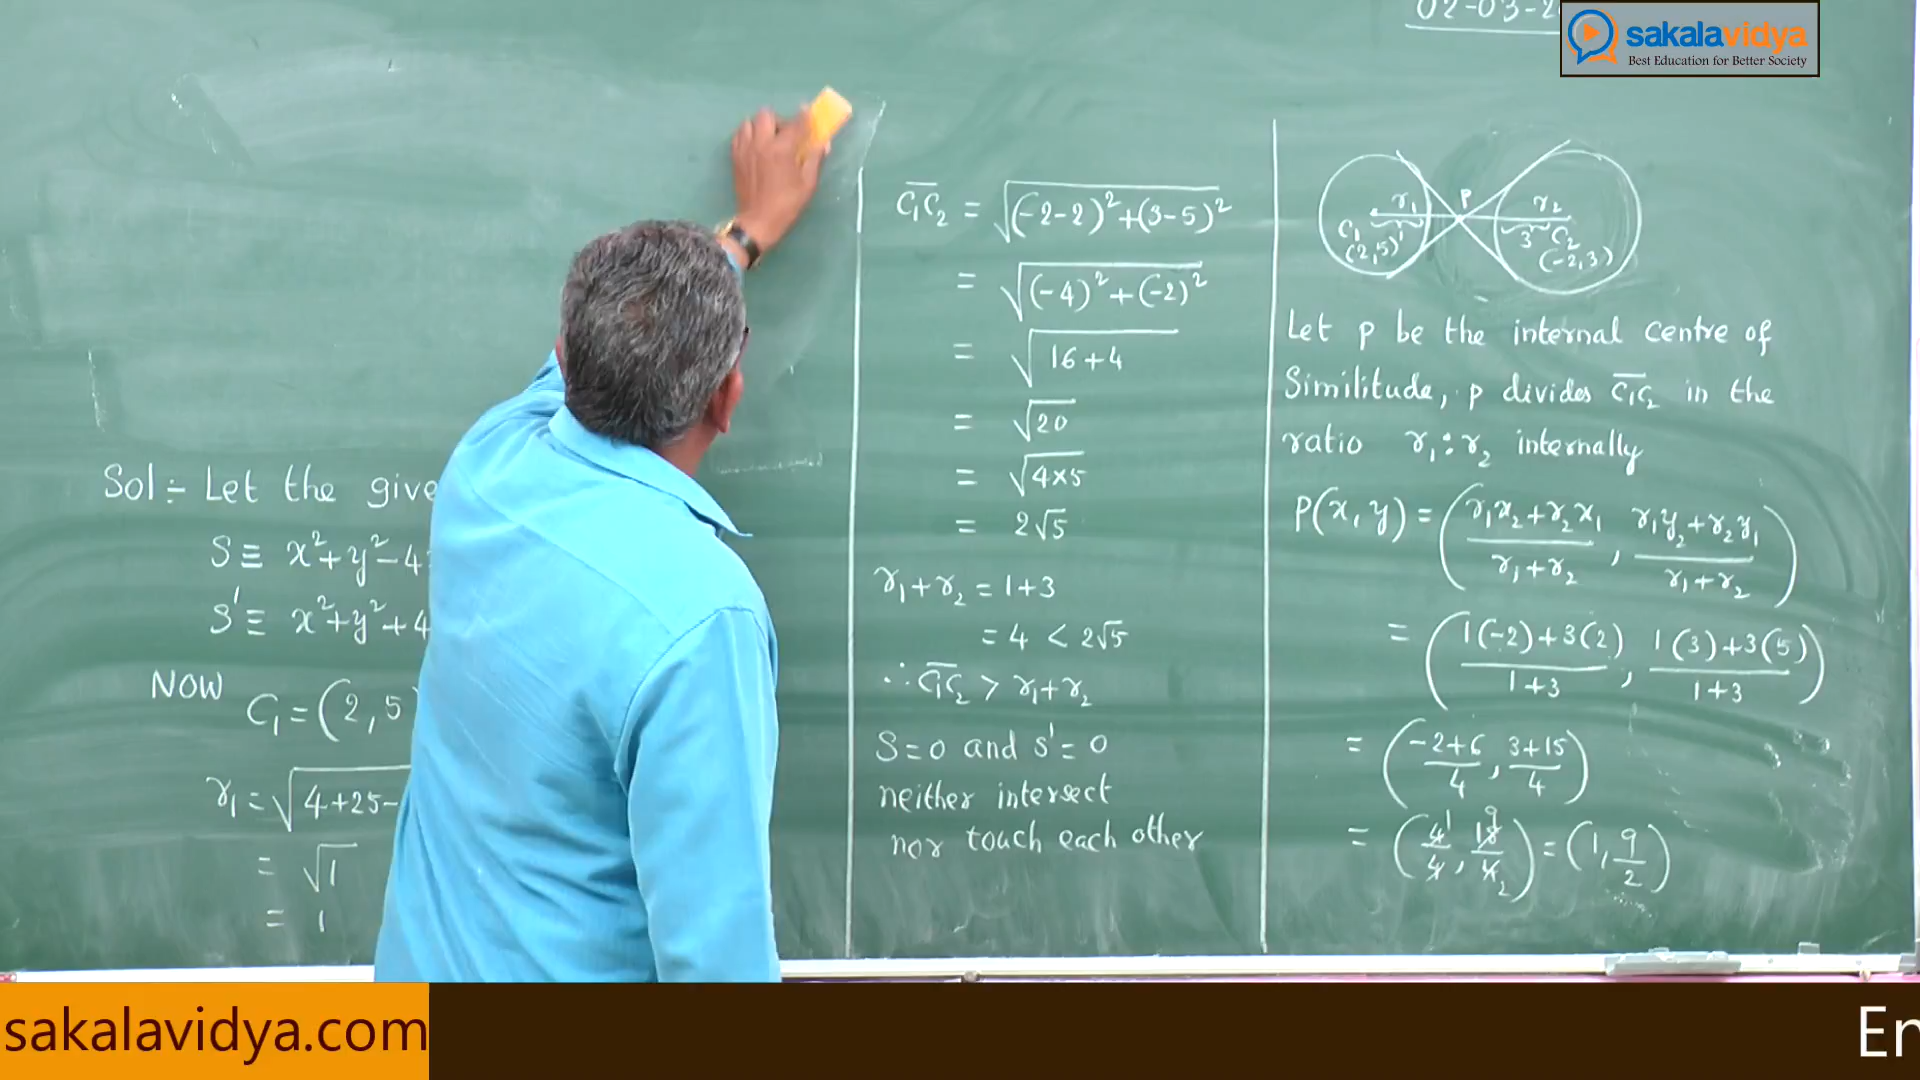 02-03-2
sakalavidya
Best Education for Better Society
Sol:- Let the give
S ≡ x²+y²-4
S' ≡ x²+y²+4
NOW C₁ = (2, 5
r₁ = √4+25-
= √1
= 1
C₁C₂ = √(-2-2)²+(3-5)²
= √(-4)²+(-2)²
= √16+4
= √20
= √4×5
= 2√5
r₁+r₂ = 1+3
= 4 < 2√5
∴ C₁C₂ > r₁+r₂
S=0 and s'=0
neither intersect
nor touch each other
r₁ P r₂
C₁ 1 3 C₂
(2,5) (-2,3)
Let P be the internal centre of
Similitude, P divides C₁C₂ in the
ratio r₁:r₂ internally
P(x,y) = (r₁x₂+r₂x₁/r₁+r₂, r₁y₂+r₂y₁/r₁+r₂)
= (1(-2)+3(2)/1+3, 1(3)+3(5)/1+3)
= (-2+6/4, 3+15/4)
= (4 1/4, 18 9/4 2) = (1, 9/2)
sakalavidya.com
En